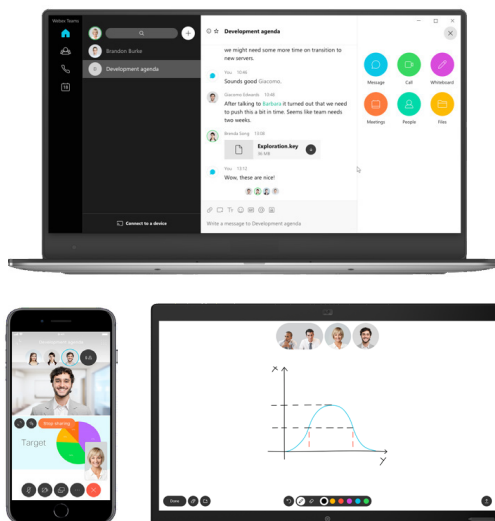 Webex Teams
Brandon Burke
Development agenda
Connect to a device
Development agenda
we might need some more time on transition to
new servers.
You 10:46
Sounds good Giacomo.
Giacomo Edwards 10:46
After talking to Barbara it turned out that we need
to push this a bit in time. Seems like team needs
two weeks.
Brenda Song 13:08
Exploration.key
36 MB
You 13:12
Wow, these are nice!
Write a message to Development agenda
Message
Call
Whiteboard
Meetings
People
Files
Stop sharing
Target
x
y
Done